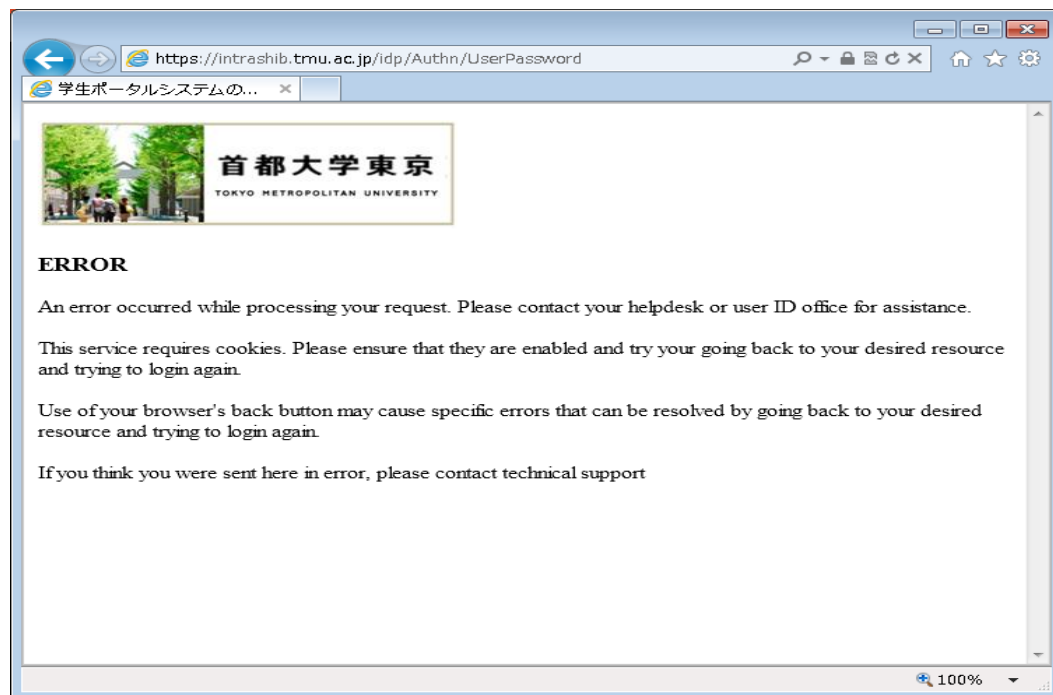 https://intrashib.tmu.ac.jp/idp/Authn/UserPassword
学生ポータルシステムの...
首都大学東京
TOKYO METROPOLITAN UNIVERSITY
ERROR
An error occurred while processing your request. Please contact your helpdesk or user ID office for assistance.
This service requires cookies. Please ensure that they are enabled and try your going back to your desired resource
and trying to login again.
Use of your browser's back button may cause specific errors that can be resolved by going back to your desired
resource and trying to login again.
If you think you were sent here in error, please contact technical support
100%